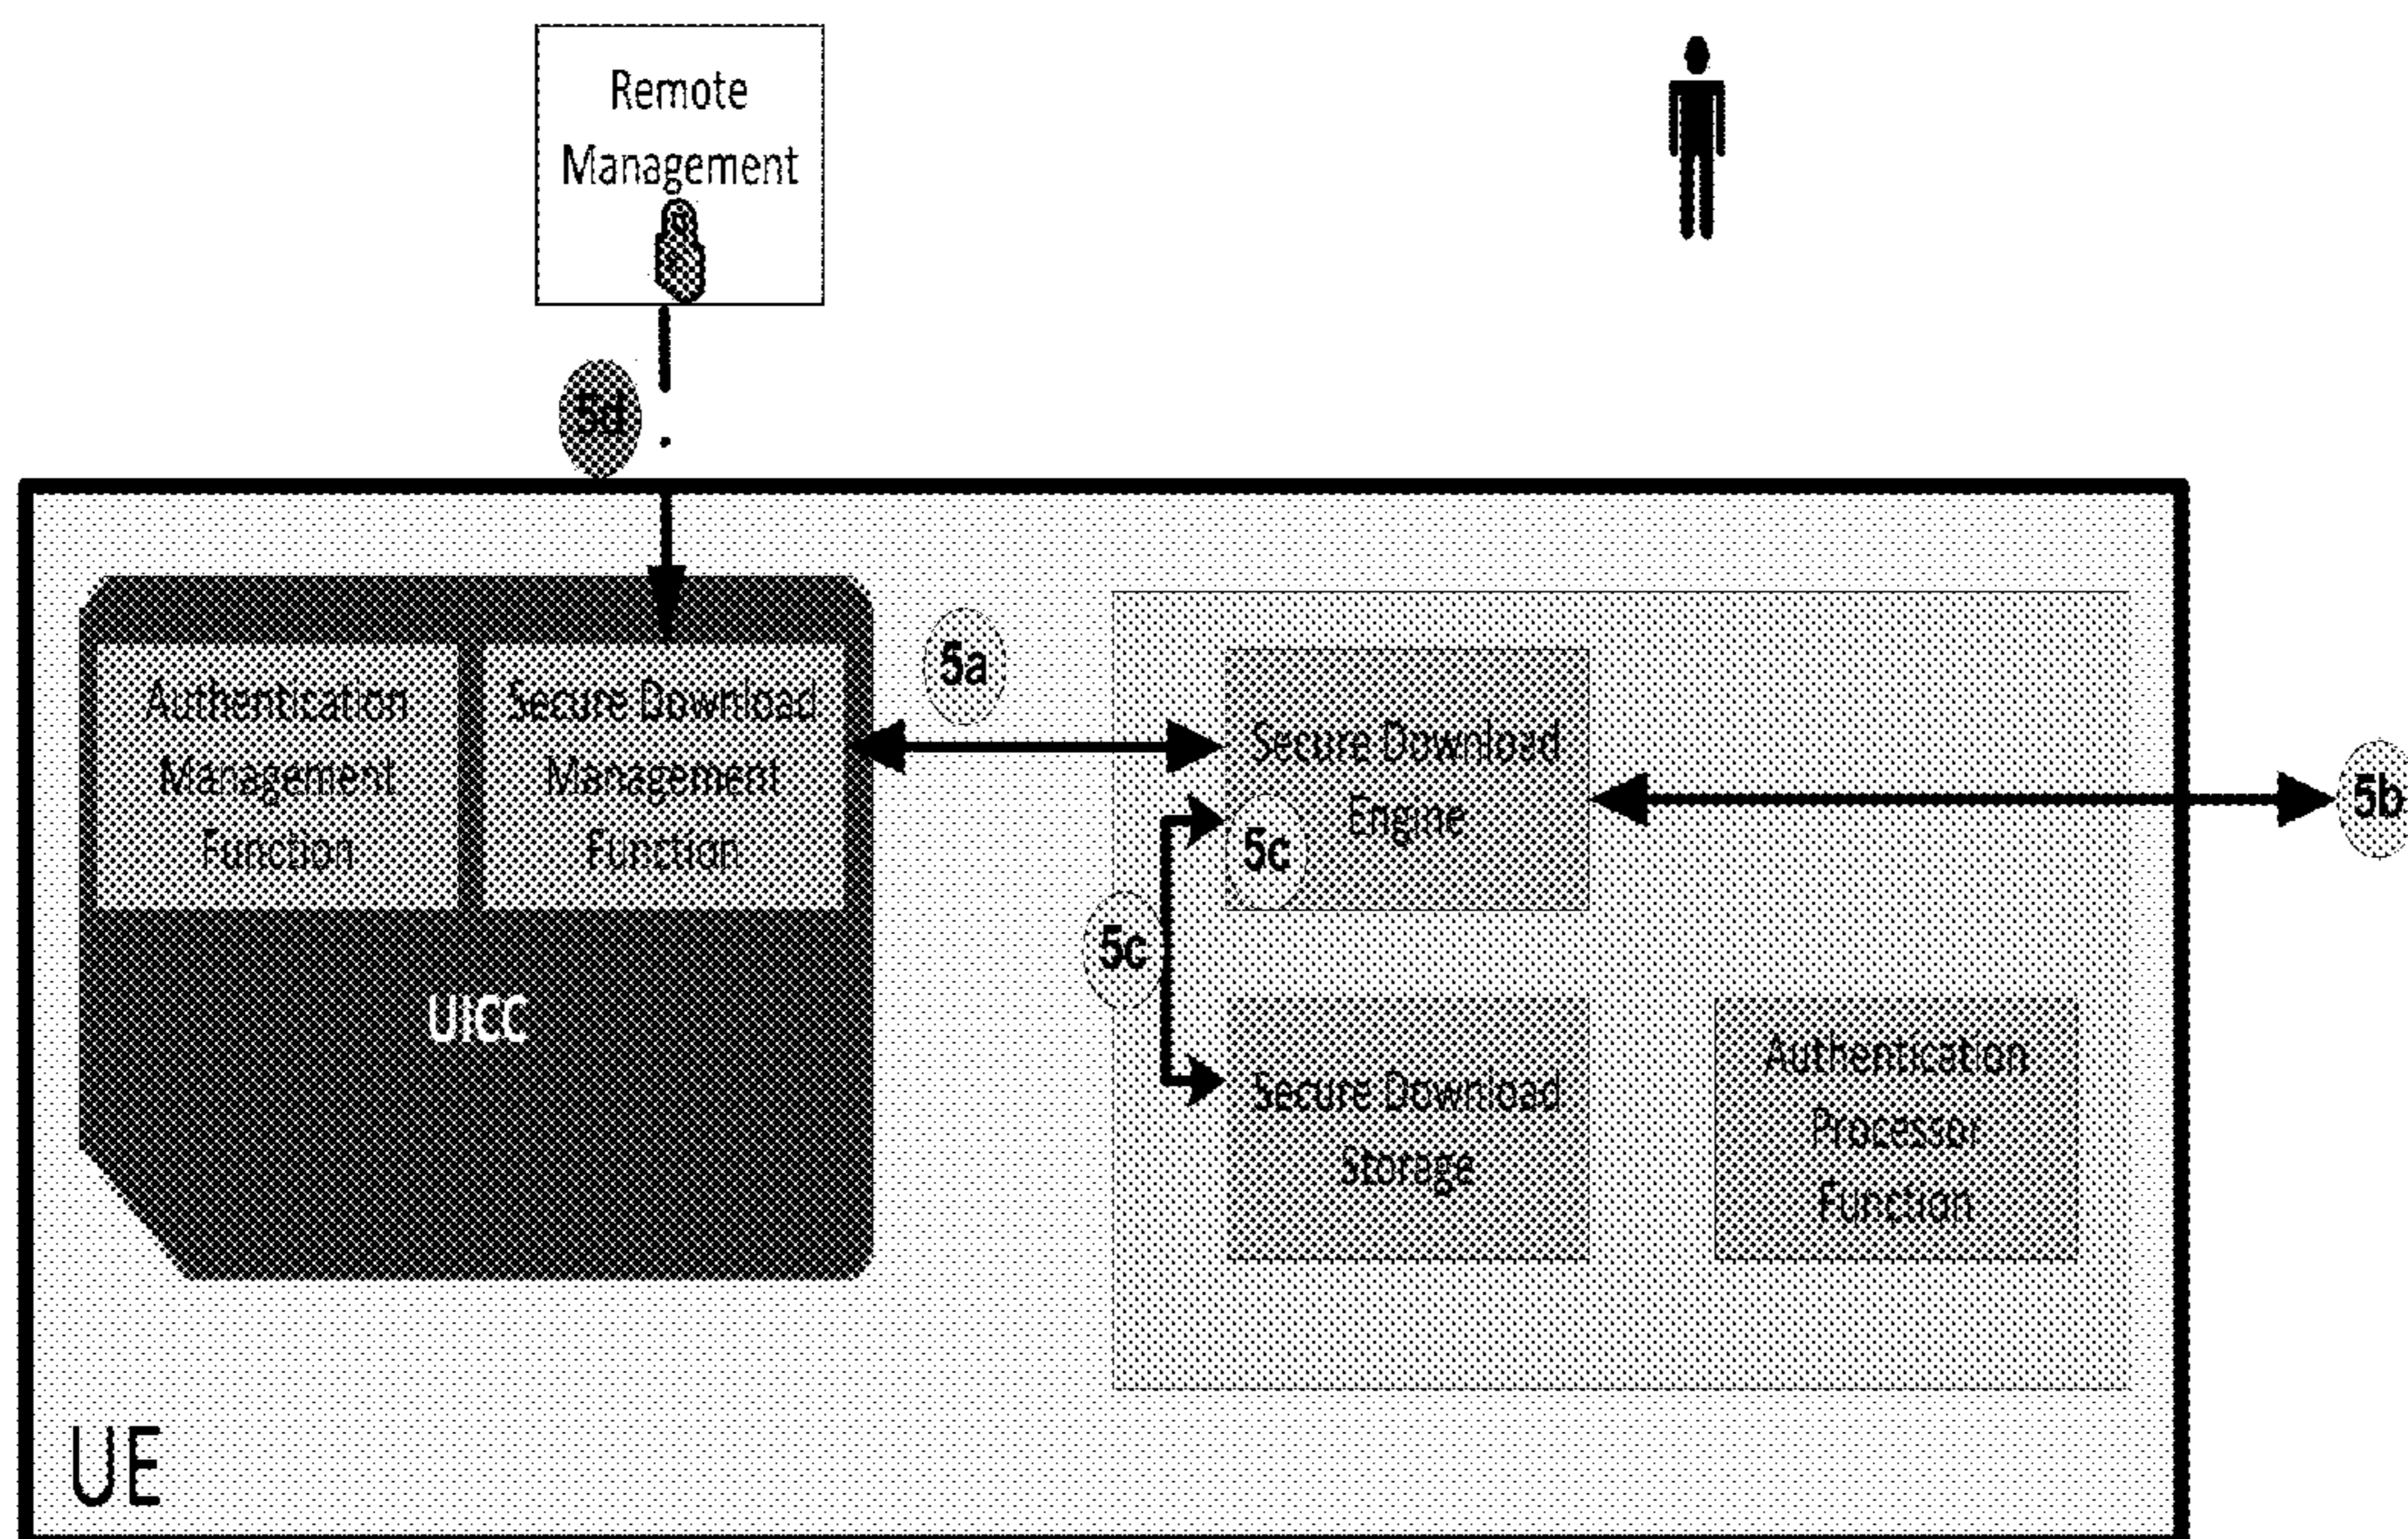 Remote
Management
5d
5a
Authentication
Management
Function
Secure Download
Management
Function
Secure Download
Engine
5c
5b
5c
UICC
Secure Download
Storage
Authentication
Processor
Function
UE